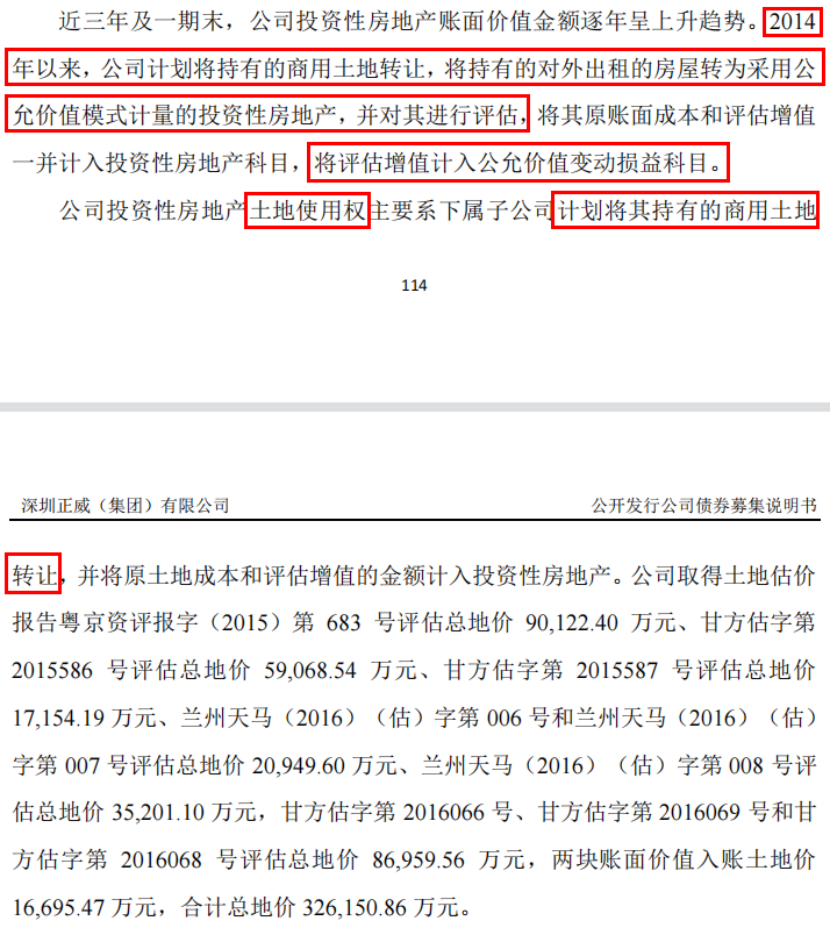 近三年及一期末，公司投资性房地产账面价值金额逐年呈上升趋势。2014
年以来，公司计划将持有的商用土地转让，将持有的对外出租的房屋转为采用公
允价值模式计量的投资性房地产，并对其进行评估，将其原账面成本和评估增值
一并计入投资性房地产科目，将评估增值计入公允价值变动损益科目。
公司投资性房地产土地使用权主要系下属子公司计划将其持有的商用土地
114
深圳正威（集团）有限公司 公开发行公司债券募集说明书
转让，并将原土地成本和评估增值的金额计入投资性房地产。公司取得土地估价
报告粤京资评报字（2015）第 683 号评估总地价 90,122.40 万元、甘方估字第
2015586 号评估总地价 59,068.54 万元、甘方估字第 2015587 号评估总地价
17,154.19 万元、兰州天马（2016）（估）字第 006 号和兰州天马（2016）（估）
字第 007 号评估总地价 20,949.60 万元、兰州天马（2016）（估）字第 008 号评
估总地价 35,201.10 万元，甘方估字第 2016066 号、甘方估字第 2016069 号和甘
方估字第 2016068 号评估总地价 86,959.56 万元，两块账面价值入账土地价
16,695.47 万元，合计总地价 326,150.86 万元。